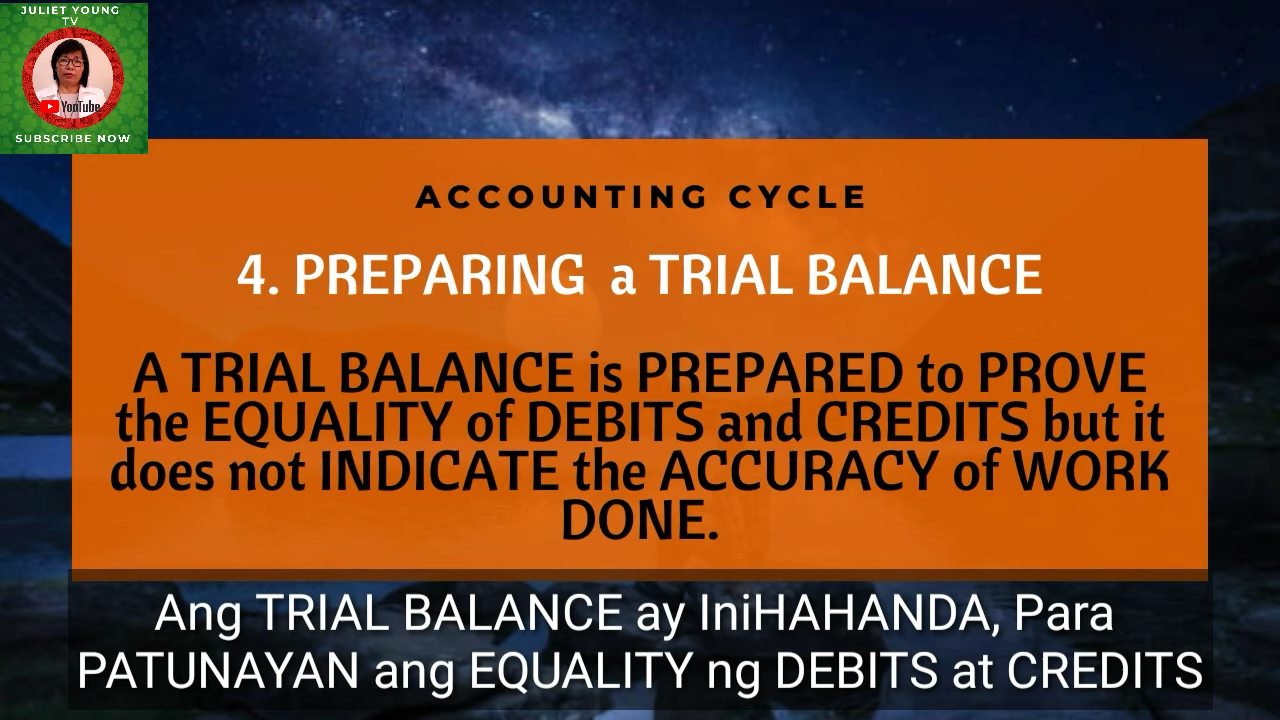 JULIET YOUNG
TV
YouTube
SUBSCRIBE NOW
ACCOUNTING CYCLE
4. PREPARING a TRIAL BALANCE
A TRIAL BALANCE is PREPARED to PROVE
the EQUALITY of DEBITS and CREDITS but it
does not INDICATE the ACCURACY of WORK
DONE.
Ang TRIAL BALANCE ay IniHAHANDA, Para
PATUNAYAN ang EQUALITY ng DEBITS at CREDITS